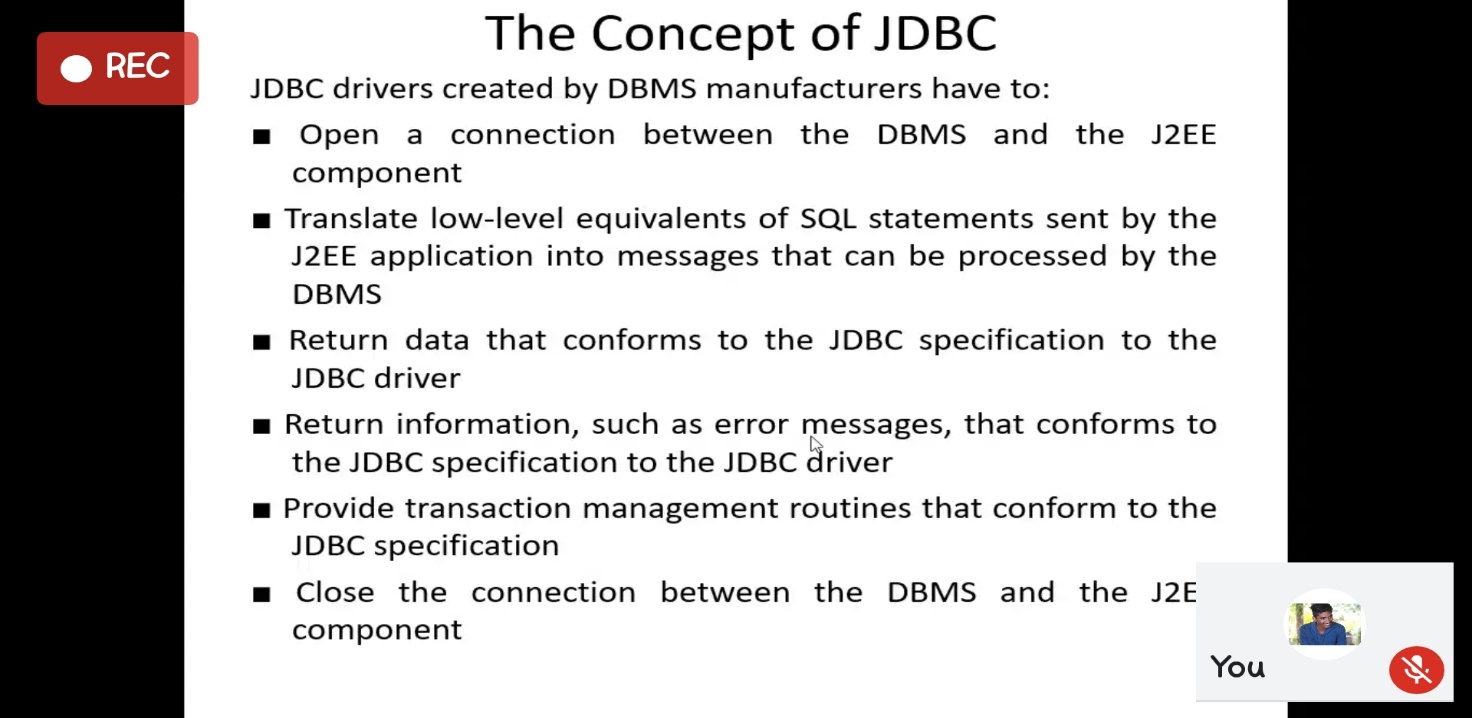 The Concept of JDBC
REC
JDBC drivers created by DBMS manufacturers have to:
■ Open a connection between the DBMS and the J2EE
component
■ Translate low-level equivalents of SQL statements sent by the
J2EE application into messages that can be processed by the
DBMS
■ Return data that conforms to the JDBC specification to the
JDBC driver
■ Return information, such as error messages, that conforms to
the JDBC specification to the JDBC driver
■ Provide transaction management routines that conform to the
JDBC specification
■ Close the connection between the DBMS and the J2E
component
You